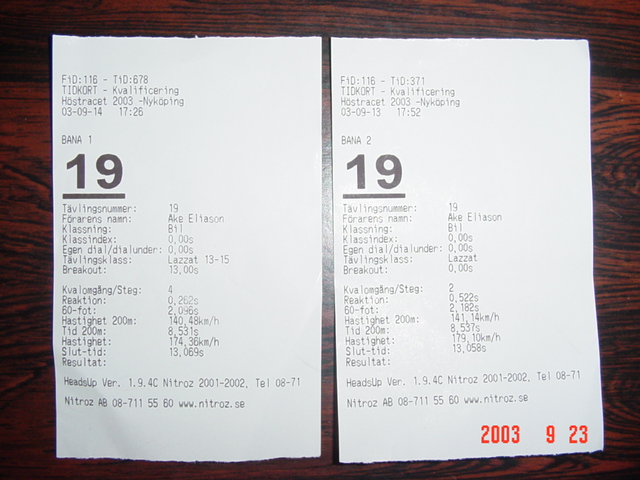 FiD:116 - TiD:678
TIDKORT - Kvalificering
Höstracet 2003 -Nyköping
03-09-14 17:26
BANA 1
19
Tävlingsnummer: 19
Förarens namn: Ake Eliason
Klassning: Bil
Klassindex: 0,00s
Egen dial/dialunder: 0,00s
Tävlingsklass: Lazzat 13-15
Breakout: 13,00s
Kvalomgång/Steg: 4
Reaktion: 0,262s
60-fot: 2,096s
Hastighet 200m: 140,48km/h
Tid 200m: 8,531s
Hastighet: 174,36km/h
Slut-tid: 13,069s
Resultat:
HeadsUp Ver. 1.9.4C Nitroz 2001-2002, Tel 08-71
Nitroz AB 08-711 55 60 www.nitroz.se
FiD:116 - TiD:371
TIDKORT - Kvalificering
Höstracet 2003 -Nyköping
03-09-13 17:52
BANA 2
19
Tävlingsnummer: 19
Förarens namn: Ake Eliason
Klassning: Bil
Klassindex: 0,00s
Egen dial/dialunder: 0,00s
Tävlingsklass: Lazzat
Breakout: 0,00s
Kvalomgång/Steg: 2
Reaktion: 0,522s
60-fot: 2,182s
Hastighet 200m: 141,14km/h
Tid 200m: 8,537s
Hastighet: 179,10km/h
Slut-tid: 13,058s
Resultat:
HeadsUp Ver. 1.9.4C Nitroz 2001-2002, Tel 08-71
Nitroz AB 08-711 55 60 www.nitroz.se
2003 9 23